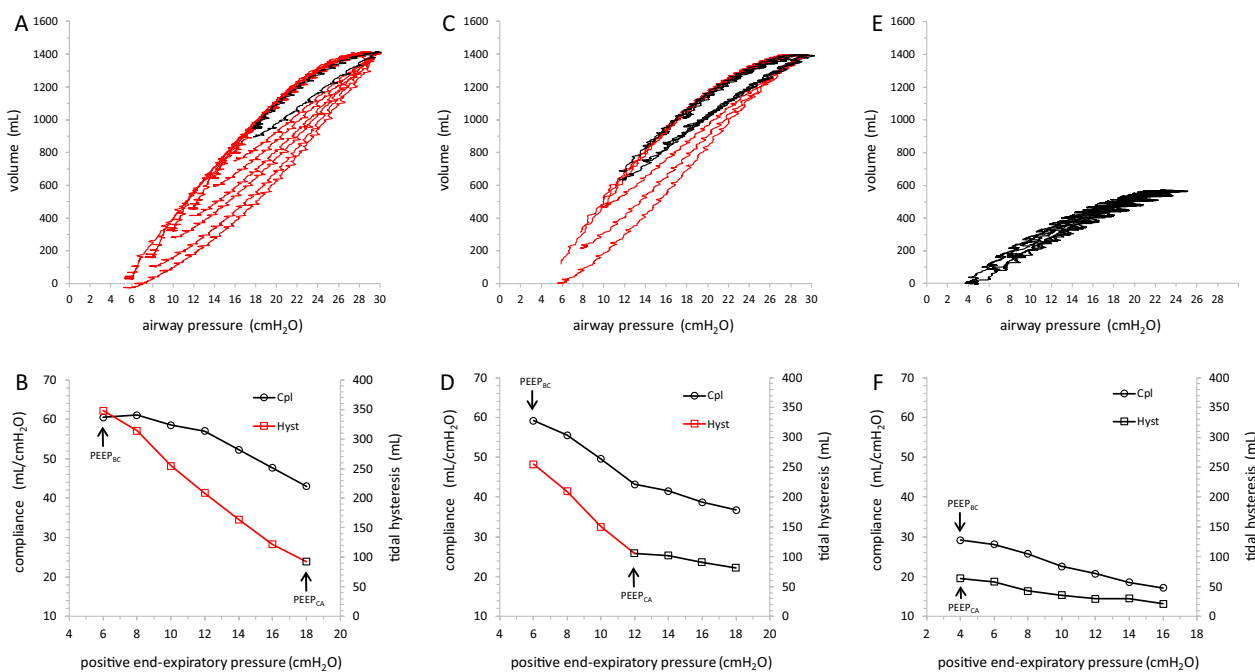 A
1600
1400
1200
1000
800
600
400
200
0
volume (mL)
0 2 4 6 8 10 12 14 16 18 20 22 24 26 28 30
airway pressure (cmH2O)
C
1600
1400
1200
1000
800
600
400
200
0
volume (mL)
0 2 4 6 8 10 12 14 16 18 20 22 24 26 28 30
airway pressure (cmH2O)
E
1600
1400
1200
1000
800
600
400
200
0
volume (mL)
0 2 4 6 8 10 12 14 16 18 20 22 24 26 28
airway pressure (cmH2O)
B
70
60
50
40
30
20
10
compliance (mL/cmH2O)
Cpl
Hyst
PEEPBC
PEEPCA
400
350
300
250
200
150
100
50
0
tidal hysteresis (mL)
4 6 8 10 12 14 16 18 20
positive end-expiratory pressure (cmH2O)
D
70
60
50
40
30
20
10
compliance (mL/cmH2O)
PEEPBC
Cpl
Hyst
PEEPCA
400
350
300
250
200
150
100
50
0
tidal hysteresis (mL)
4 6 8 10 12 14 16 18 20
positive end-expiratory pressure (cmH2O)
F
70
60
50
40
30
20
10
compliance (mL/cmH2O)
Cpl
Hyst
PEEPBC
PEEPCA
400
350
300
250
200
150
100
50
0
tidal hysteresis (mL)
2 4 6 8 10 12 14 16 18
positive end-expiratory pressure (cmH2O)